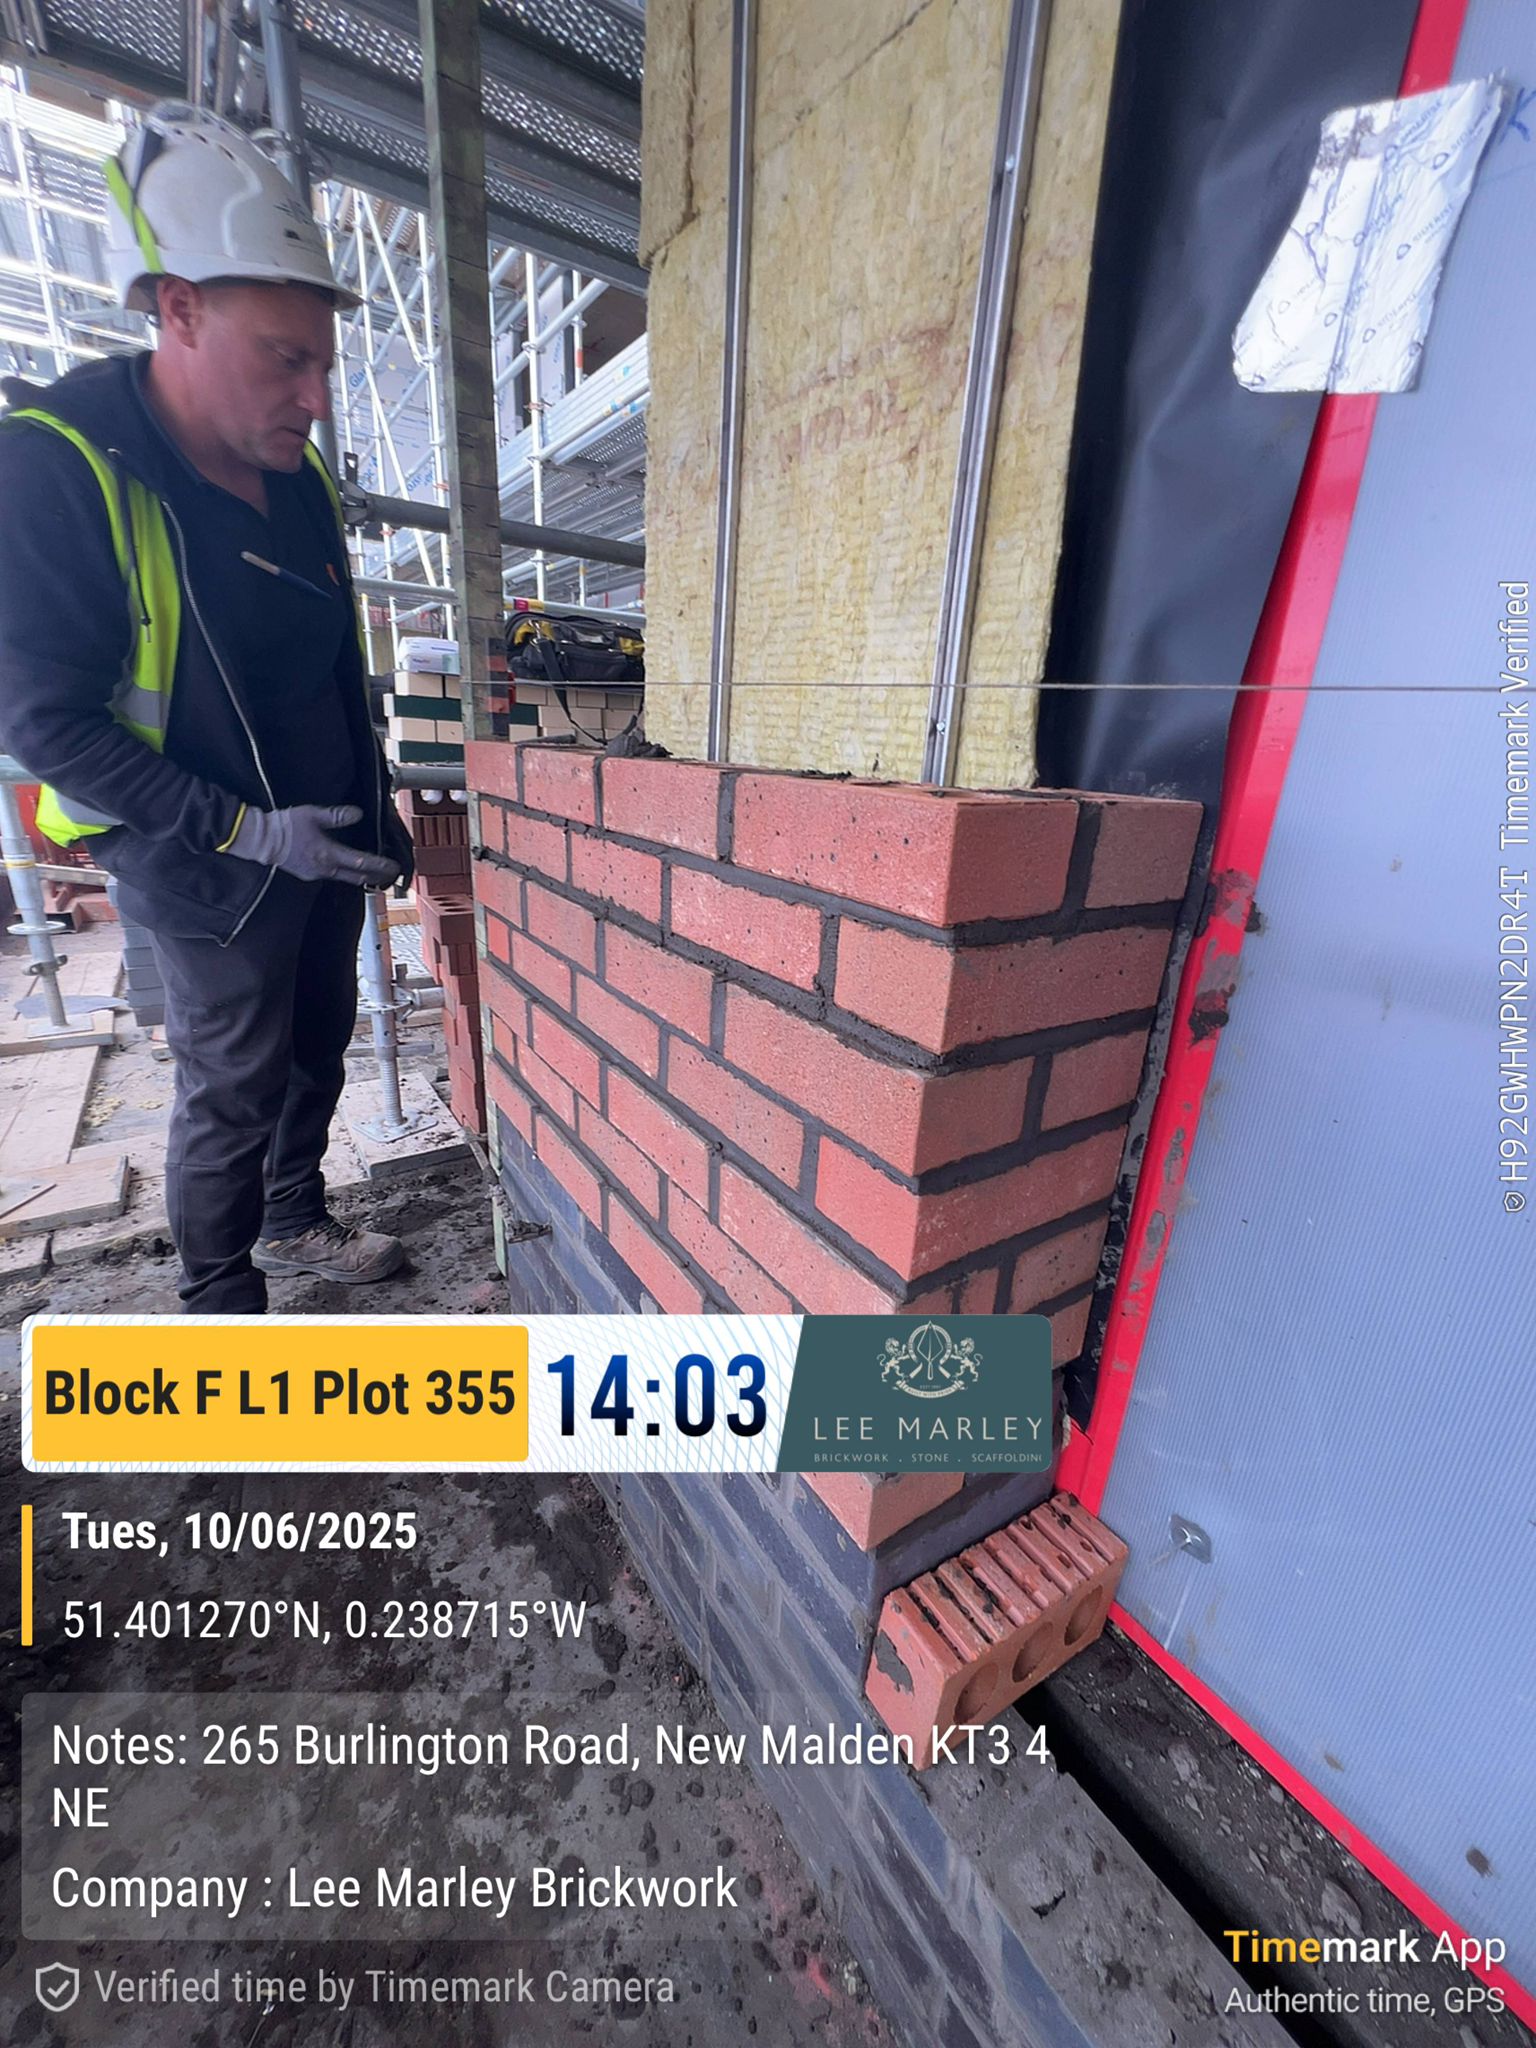 Block F L1 Plot 355
14:03
LEE MARLEY
BRICKWORK . STONE . SCAFFOLDIN
Tues, 10/06/2025
51.401270°N, 0.238715°W
Notes: 265 Burlington Road, New Malden KT3 4
NE
Company : Lee Marley Brickwork
Verified time by Timemark Camera
Timemark App
Authentic time, GPS
H92GWHWPN2DR4T Timemark Verified